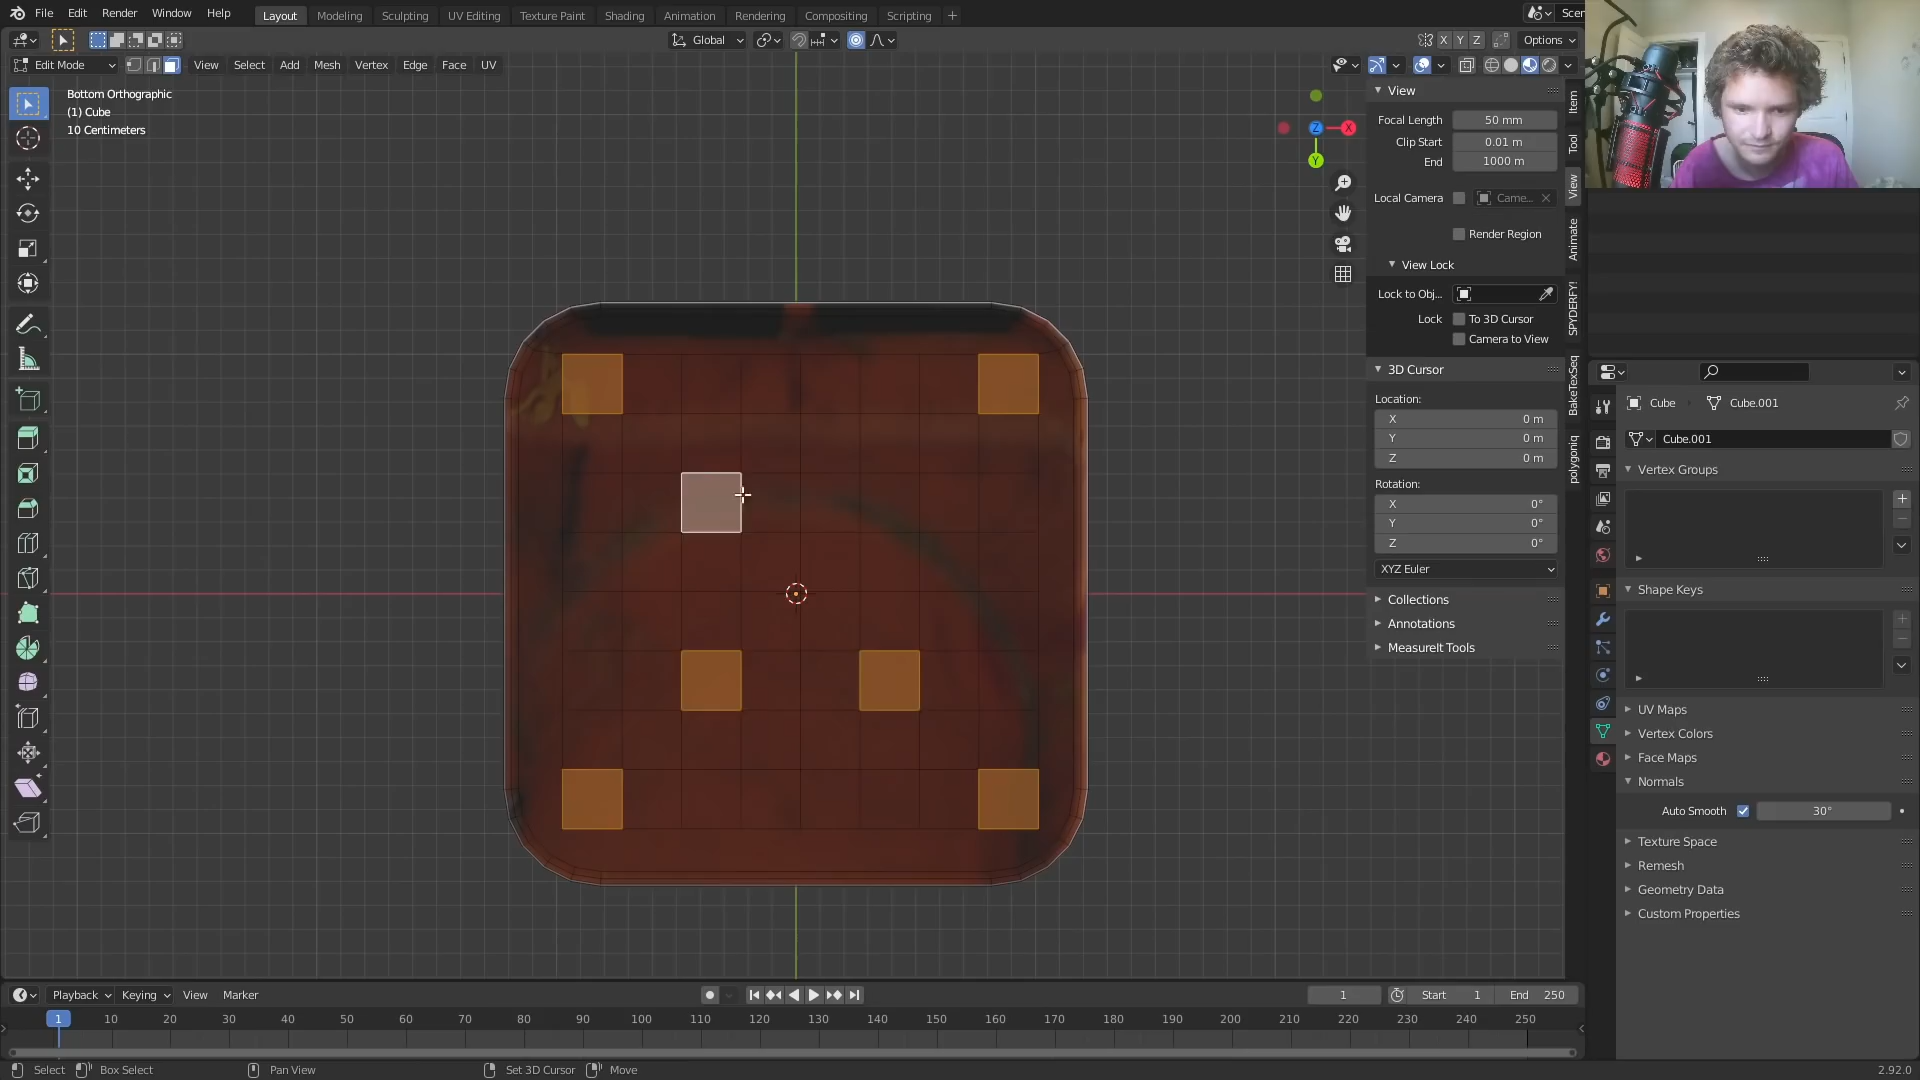 File Edit Render Window Help Layout Modeling Sculpting UV Editing Texture Paint Shading Animation Rendering Compositing Scripting + Scen
Global X Y Z Options
Edit Mode View Select Add Mesh Vertex Edge Face UV
Bottom Orthographic
(1) Cube
10 Centimeters
Z X
Y
View
Focal Length 50 mm
Clip Start 0.01 m
End 1000 m
Local Camera Came...
Render Region
View Lock
Lock to Obj...
Lock To 3D Cursor
Camera to View
3D Cursor
Location:
X 0 m
Y 0 m
Z 0 m
Rotation:
X 0°
Y 0°
Z 0°
XYZ Euler
Collections
Annotations
MeasureIt Tools
Item
Tool
View
Animate
SPYDERFY!
BakeTexSeq
polygoniq
Cube Cube.001
Cube.001
Vertex Groups
Shape Keys
UV Maps
Vertex Colors
Face Maps
Normals
Auto Smooth 30°
Texture Space
Remesh
Geometry Data
Custom Properties
Playback Keying View Marker 1 Start 1 End 250
1 10 20 30 40 50 60 70 80 90 100 110 120 130 140 150 160 170 180 190 200 210 220 230 240 250
Select Box Select Pan View Set 3D Cursor Move 2.92.0